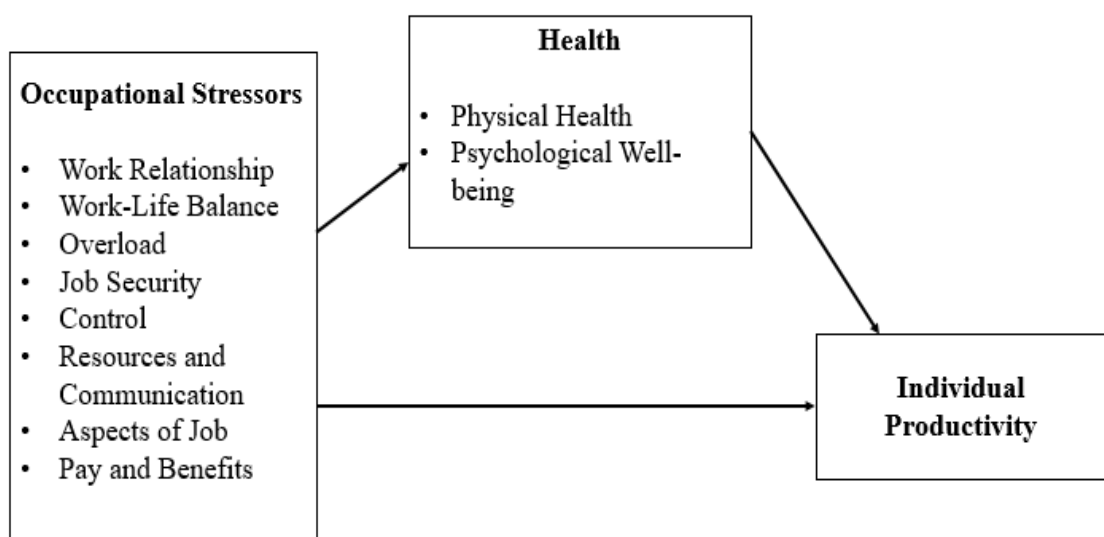 Occupational Stressors
• Work Relationship
• Work-Life Balance
• Overload
• Job Security
• Control
• Resources and
Communication
• Aspects of Job
• Pay and Benefits
Health
• Physical Health
• Psychological Well-
being
Individual
Productivity